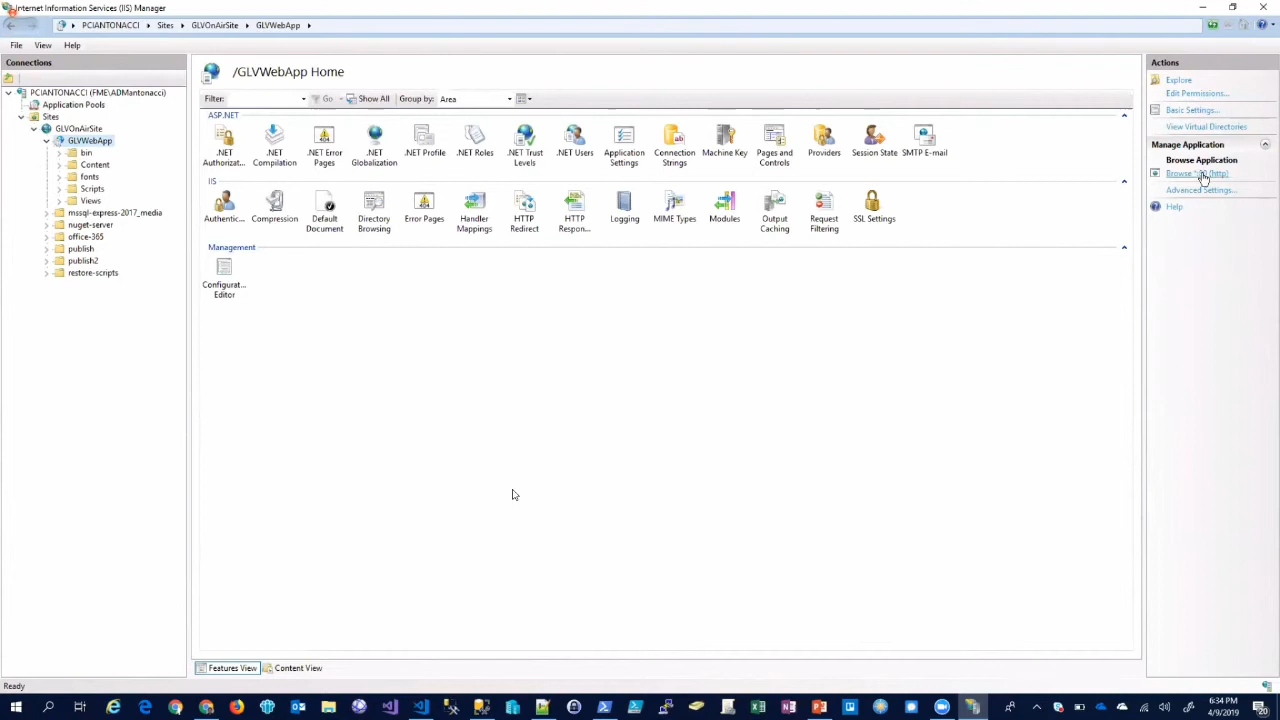 Internet Information Services (IIS) Manager
PCIANTONACCI
Sites
GLVOnAirSite
GLVWebApp
File View Help
Connections
PCIANTONACCI (FME\ADMantonacci)
Application Pools
Sites
GLVOnAirSite
GLVWebApp
bin
Content
fonts
Scripts
Views
mssql-express-2017_media
nuget-server
office-365
publish
publish2
restore-scripts
/GLVWebApp Home
Filter: Go Show All Group by: Area
ASP.NET
.NET Authorizat...
.NET Compilation
.NET Error Pages
.NET Globalization
.NET Profile
.NET Roles
.NET Trust Levels
.NET Users
Application Settings
Connection Strings
Machine Key
Pages and Controls
Providers
Session State
SMTP E-mail
IIS
Authentic...
Compression
Default Document
Directory Browsing
Error Pages
Handler Mappings
HTTP Redirect
HTTP Respon...
Logging
MIME Types
Modules
Output Caching
Request Filtering
SSL Settings
Management
Configurat... Editor
Features View Content View
Actions
Explore
Edit Permissions...
Basic Settings...
View Virtual Directories
Manage Application
Browse Application
Browse (http)
Advanced Settings...
Help
Ready
6:34 PM
4/9/2019
20